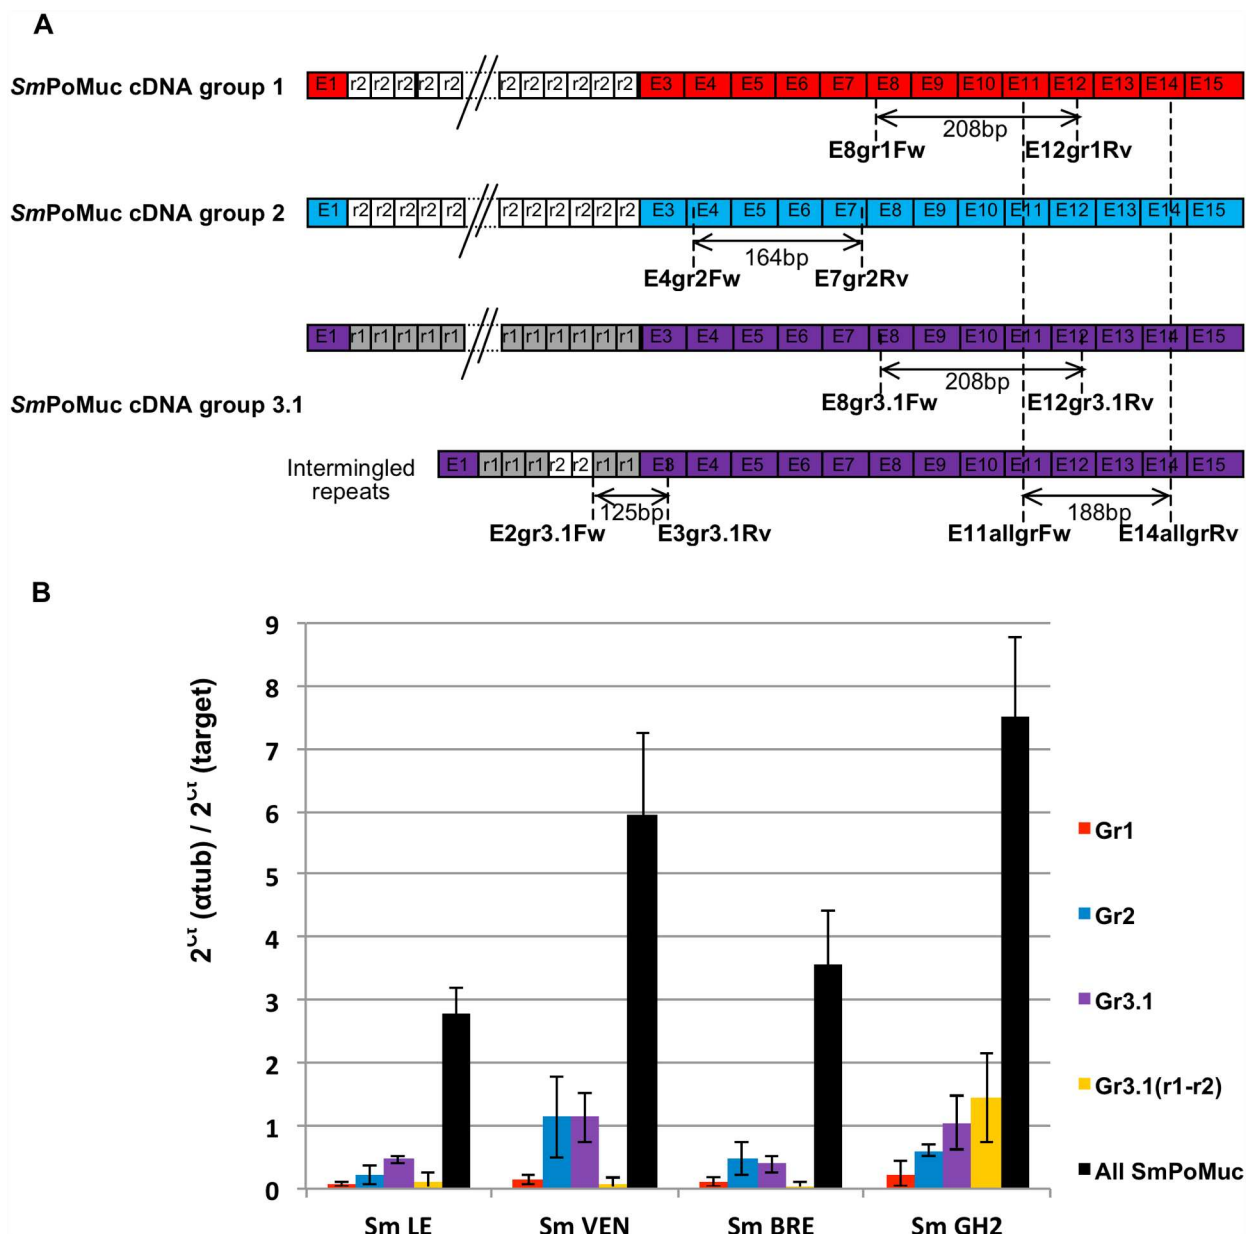 A
SmPoMuc cDNA group 1
E1 r2 r2 r2 r2 r2 r2 r2 r2 r2 r2 r2 E3 E4 E5 E6 E7 E8 E9 E10 E11 E12 E13 E14 E15
208bp
E8gr1Fw E12gr1Rv
SmPoMuc cDNA group 2
E1 r2 r2 r2 r2 r2 r2 r2 r2 r2 r2 r2 E3 E4 E5 E6 E7 E8 E9 E10 E11 E12 E13 E14 E15
164bp
E4gr2Fw E7gr2Rv
E1 r1 r1 r1 r1 r1 r1 r1 r1 r1 r1 r1 E3 E4 E5 E6 E7 E8 E9 E10 E11 E12 E13 E14 E15
208bp
E8gr3.1Fw E12gr3.1Rv
SmPoMuc cDNA group 3.1
Intermingled
repeats
E1 r1 r1 r1 r2 r2 r1 r1 E3 E4 E5 E6 E7 E8 E9 E10 E11 E12 E13 E14 E15
125bp 188bp
E2gr3.1Fw E3gr3.1Rv E11allgrFw E14allgrRv
B
2^Ct (αtub) / 2^Ct (target)
9
8
7
6
5
4
3
2
1
0
Sm LE Sm VEN Sm BRE Sm GH2
Gr1
Gr2
Gr3.1
Gr3.1(r1-r2)
All SmPoMuc